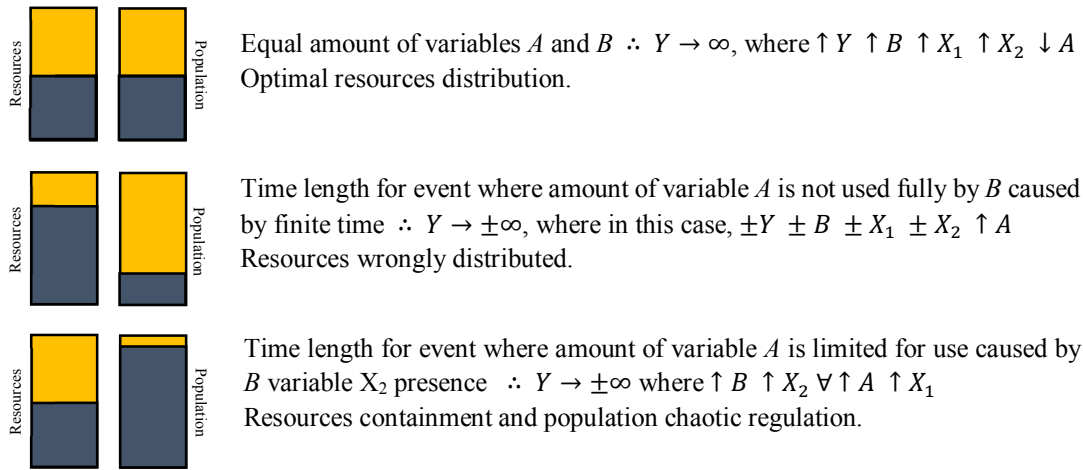 Resources
Population
Equal amount of variables A and B ∴ Y → ∞, where ↑ Y ↑ B ↑ X₁ ↑ X₂ ↓ A
Optimal resources distribution.
Resources
Population
Time length for event where amount of variable A is not used fully by B caused
by finite time ∴ Y → ±∞, where in this case, ±Y ± B ± X₁ ± X₂ ↑ A
Resources wrongly distributed.
Resources
Population
Time length for event where amount of variable A is limited for use caused by
B variable X₂ presence ∴ Y → ±∞ where ↑ B ↑ X₂ ∀ ↑ A ↑ X₁
Resources containment and population chaotic regulation.